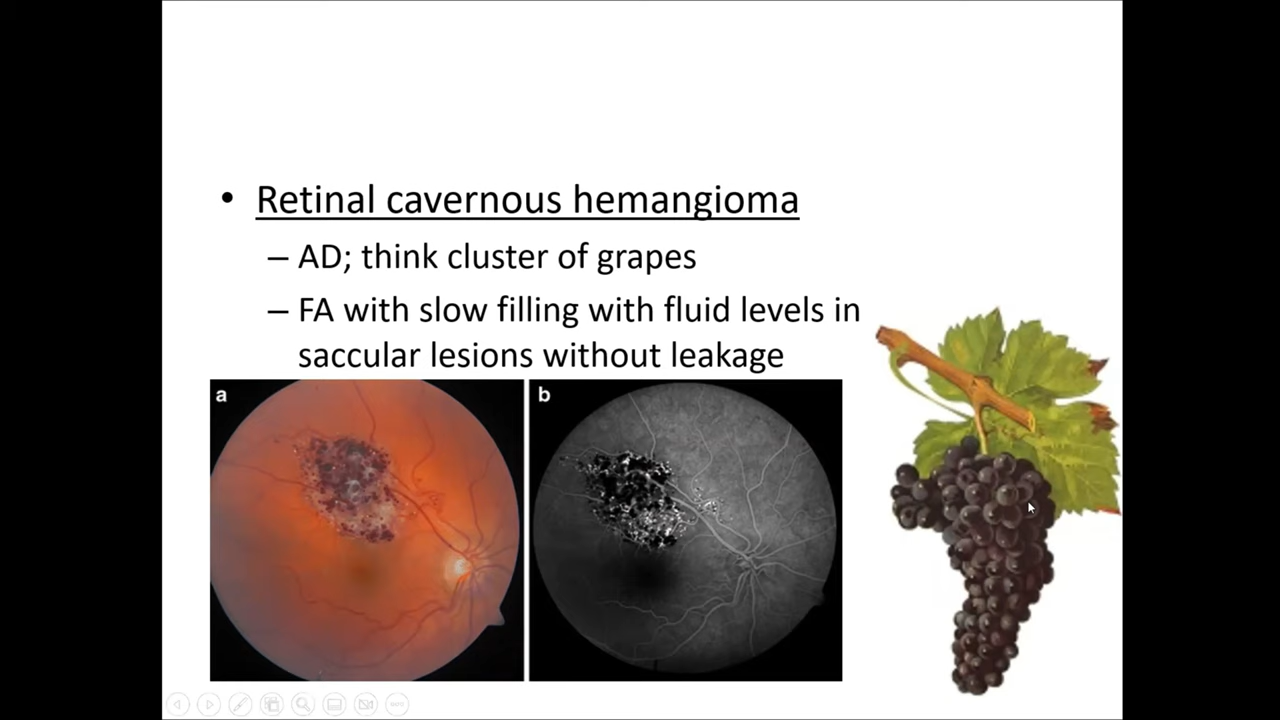 • Retinal cavernous hemangioma
– AD; think cluster of grapes
– FA with slow filling with fluid levels in
saccular lesions without leakage
a
b